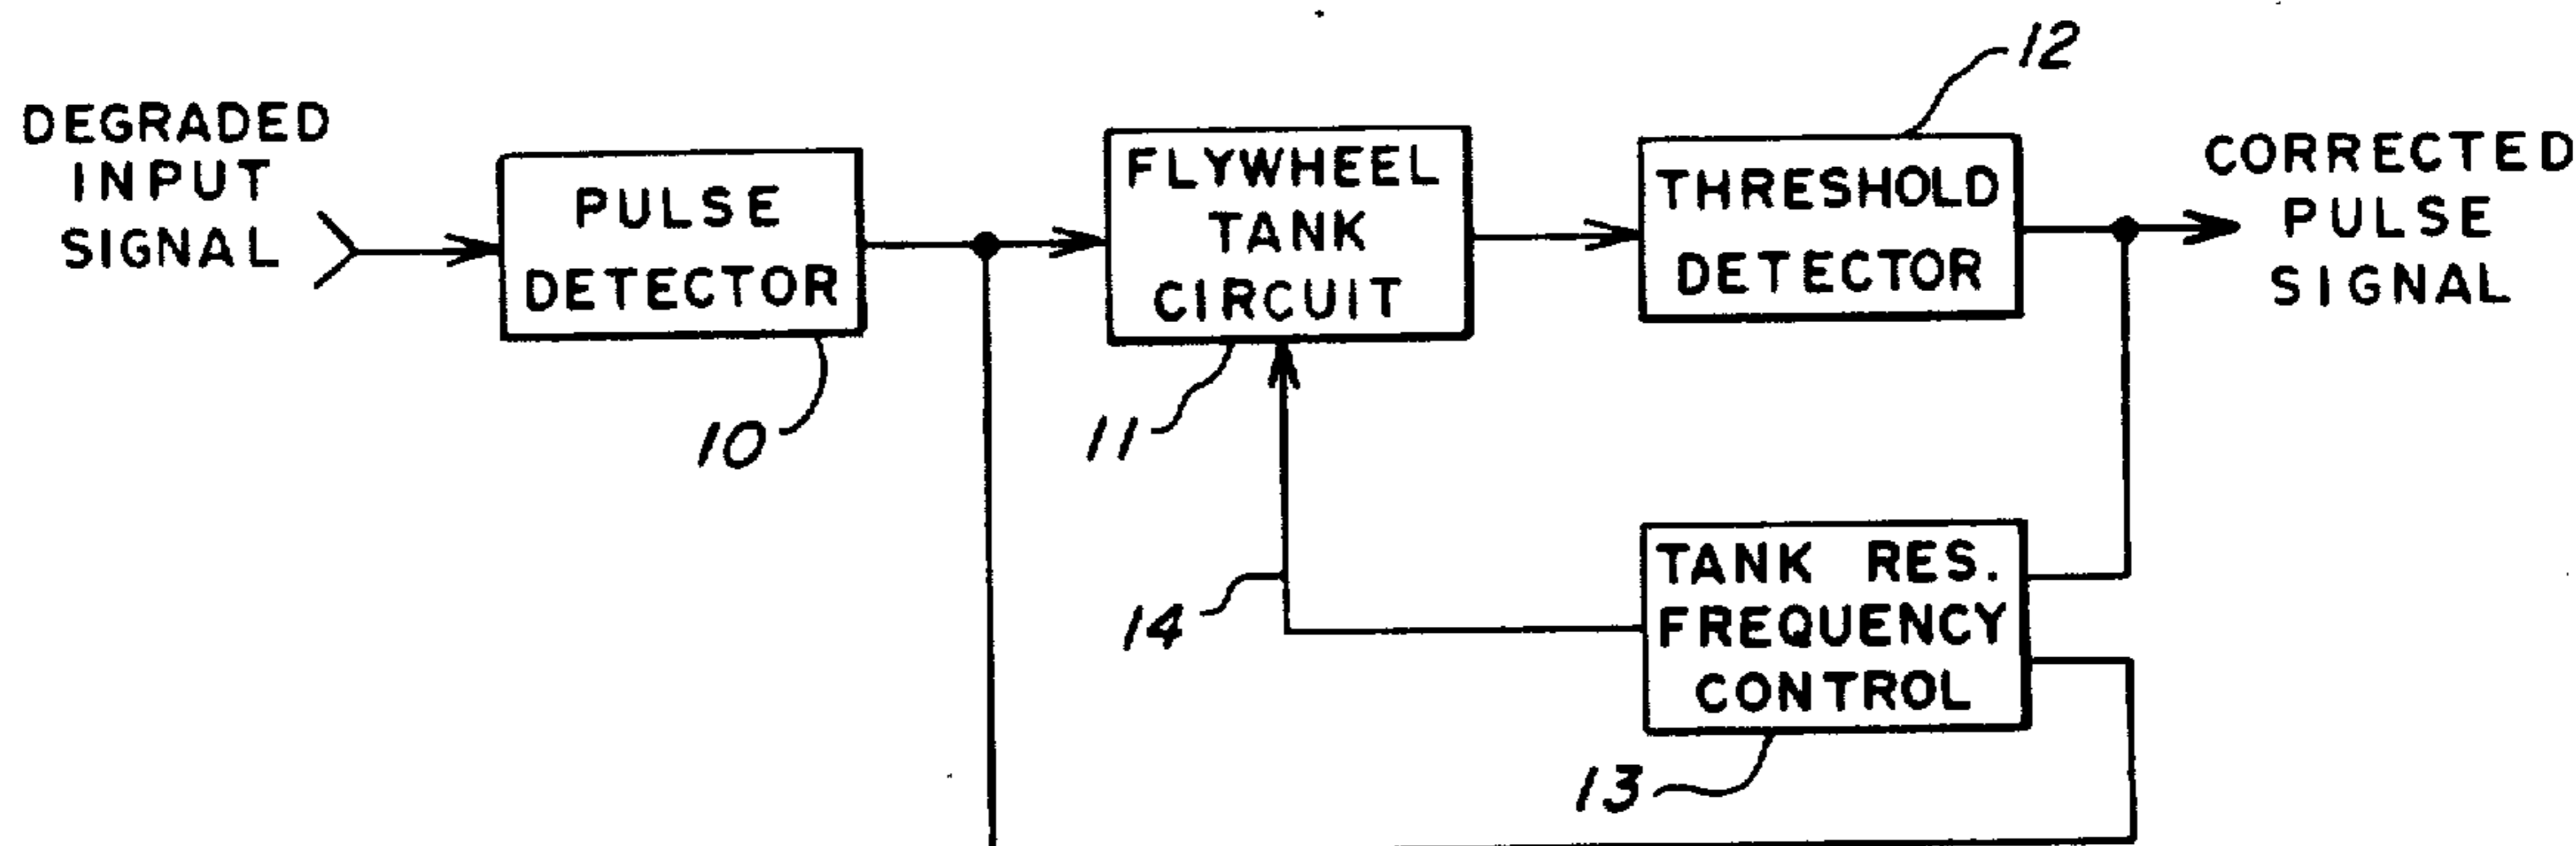 DEGRADED
INPUT
SIGNAL
PULSE
DETECTOR
10
FLYWHEEL
TANK
CIRCUIT
11
THRESHOLD
DETECTOR
12
CORRECTED
PULSE
SIGNAL
14
TANK RES.
FREQUENCY
CONTROL
13